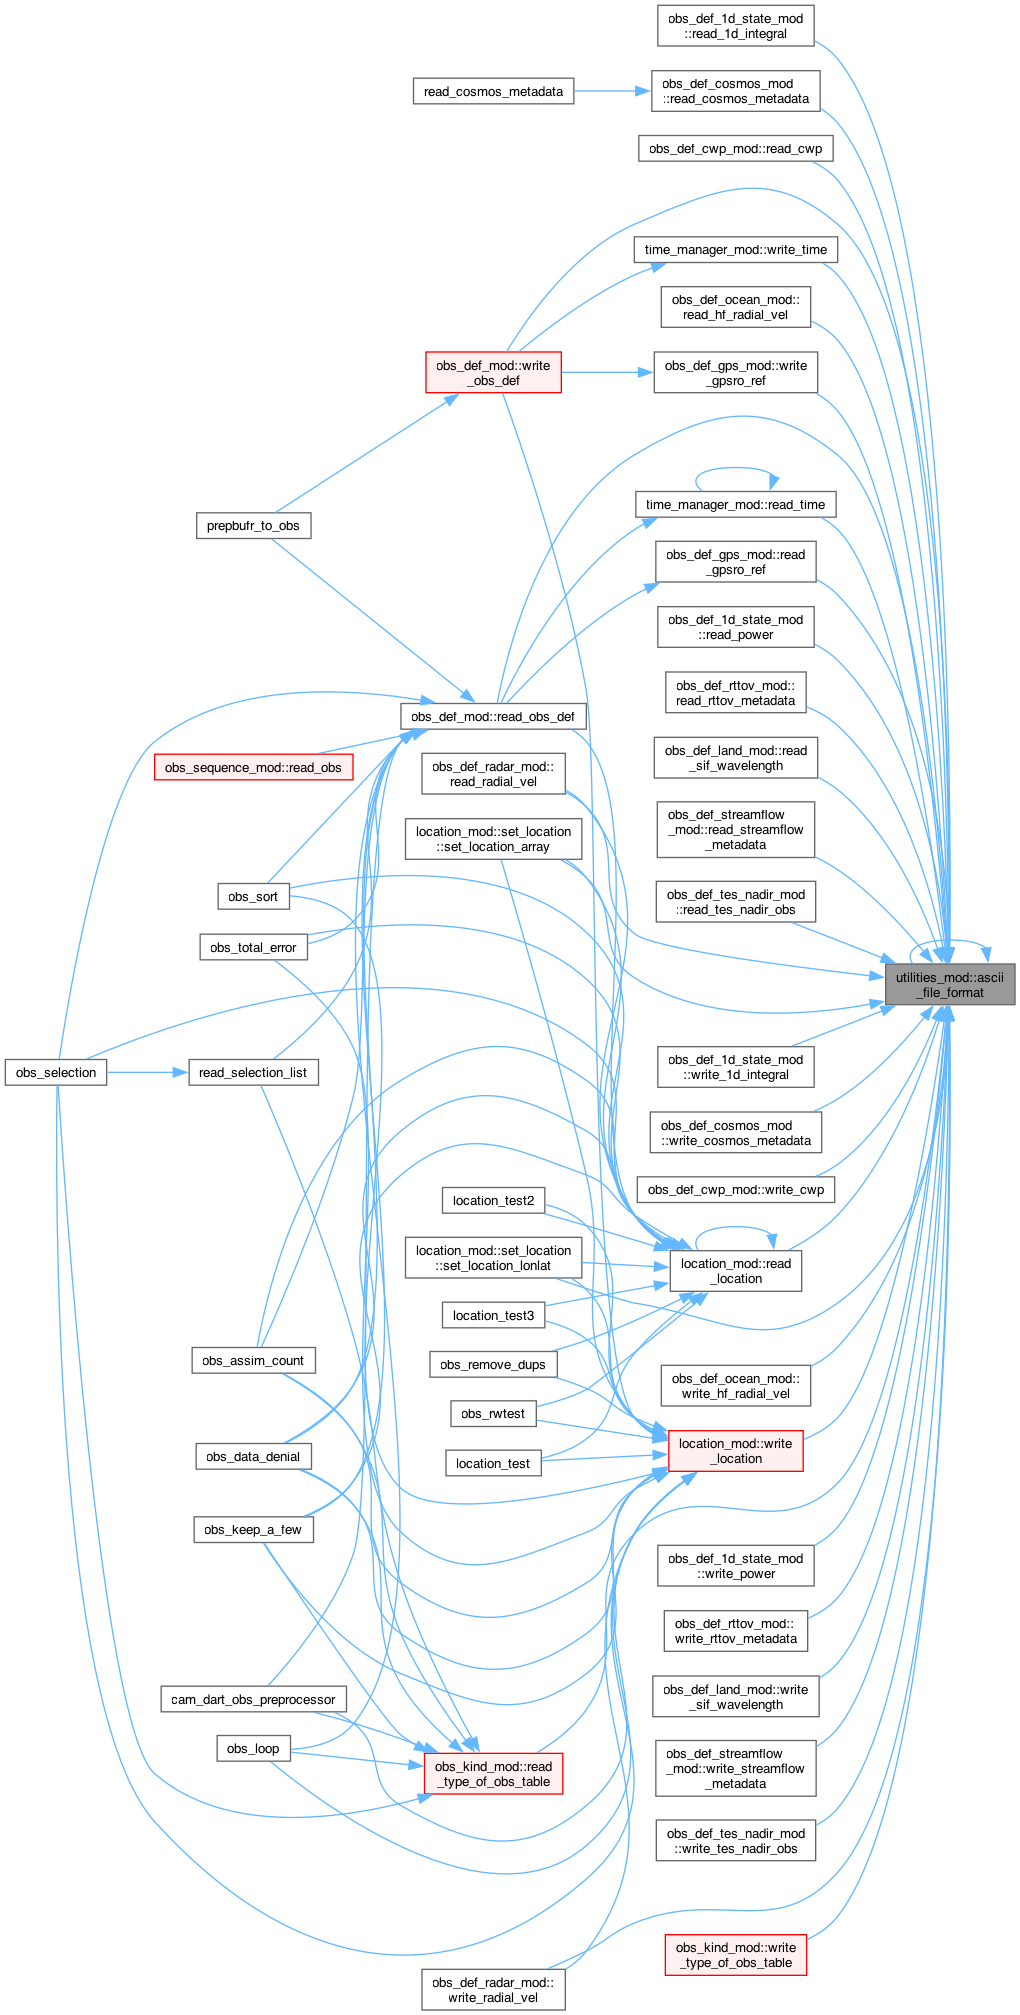 obs_def_1d_state_mod
::read_1d_integral
obs_def_cosmos_mod
::read_cosmos_metadata
read_cosmos_metadata
obs_def_cwp_mod::read_cwp
time_manager_mod::write_time
obs_def_ocean_mod::
read_hf_radial_vel
obs_def_mod::write
_obs_def
obs_def_gps_mod::write
_gpsro_ref
time_manager_mod::read_time
prepbufr_to_obs
obs_def_gps_mod::read
_gpsro_ref
obs_def_1d_state_mod
::read_power
obs_def_rttov_mod::
read_rttov_metadata
obs_def_mod::read_obs_def
obs_sequence_mod::read_obs
obs_def_radar_mod::
read_radial_vel
obs_def_land_mod::read
_sif_wavelength
location_mod::set_location
::set_location_array
obs_def_streamflow
_mod::read_streamflow
_metadata
obs_sort
obs_def_tes_nadir_mod
::read_tes_nadir_obs
obs_total_error
utilities_mod::ascii
_file_format
obs_selection
read_selection_list
obs_def_1d_state_mod
::write_1d_integral
obs_def_cosmos_mod
::write_cosmos_metadata
obs_def_cwp_mod::write_cwp
location_test2
location_mod::set_location
::set_location_lonlat
location_mod::read
_location
location_test3
obs_assim_count
obs_remove_dups
obs_def_ocean_mod::
write_hf_radial_vel
obs_rwtest
location_mod::write
_location
obs_data_denial
location_test
obs_keep_a_few
obs_def_1d_state_mod
::write_power
obs_def_rttov_mod::
write_rttov_metadata
cam_dart_obs_preprocessor
obs_def_land_mod::write
_sif_wavelength
obs_loop
obs_kind_mod::read
_type_of_obs_table
obs_def_streamflow
_mod::write_streamflow
_metadata
obs_def_tes_nadir_mod
::write_tes_nadir_obs
obs_kind_mod::write
_type_of_obs_table
obs_def_radar_mod::
write_radial_vel